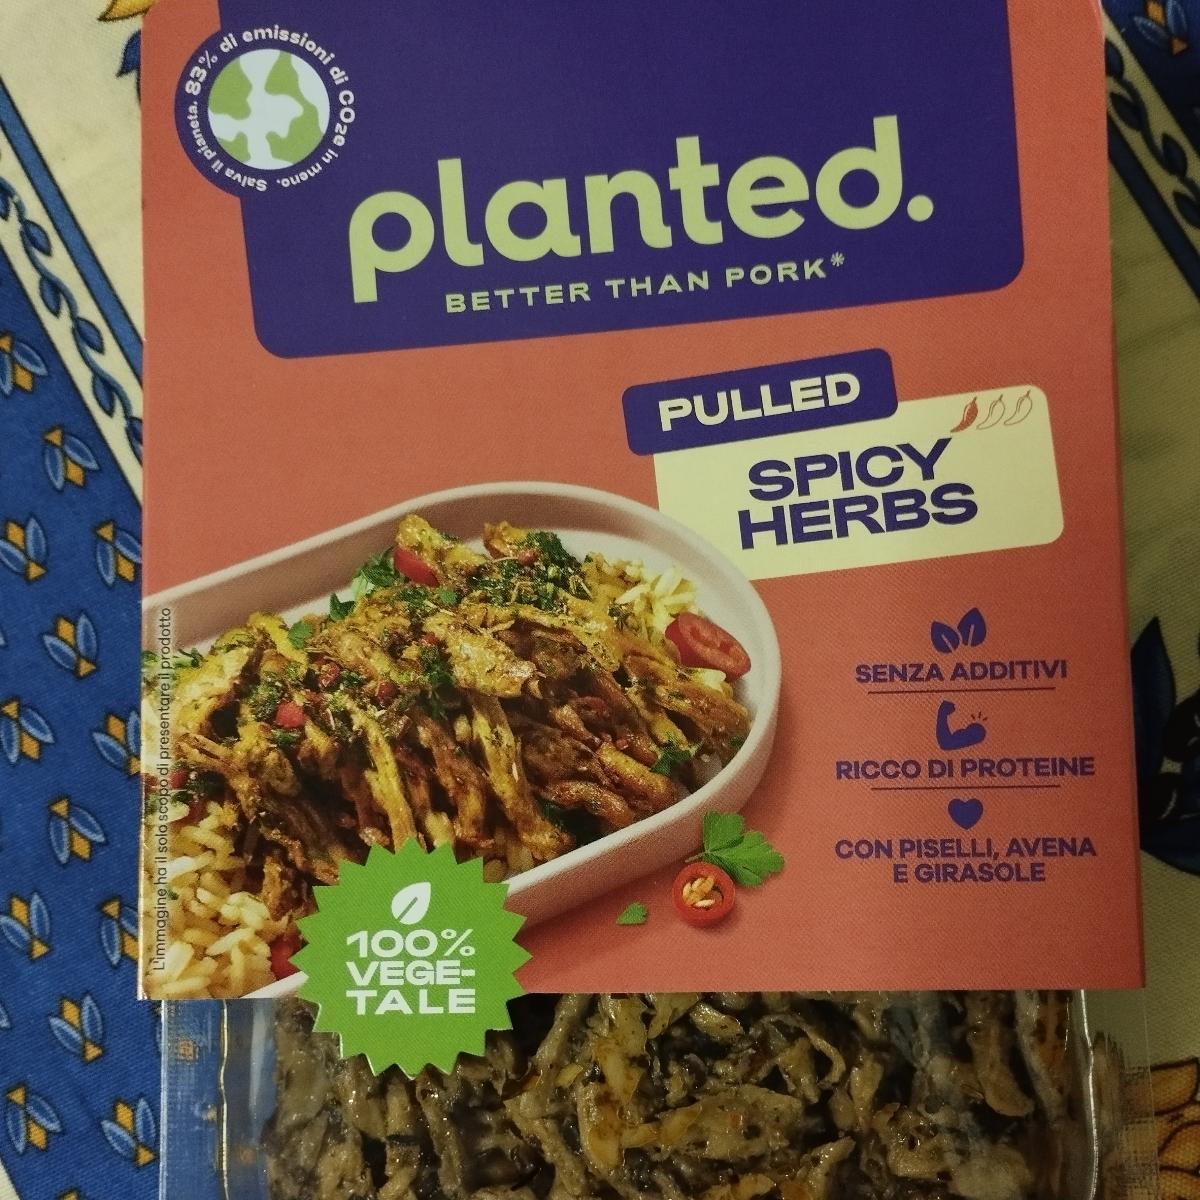 83% di emissioni di CO2e in meno. Salva il pianeta.
planted.
BETTER THAN PORK*
PULLED
SPICY
HERBS
SENZA ADDITIVI
RICCO DI PROTEINE
CON PISELLI, AVENA
E GIRASOLE
L'immagine ha il solo scopo di presentare il prodotto
100%
VEGE-
TALE